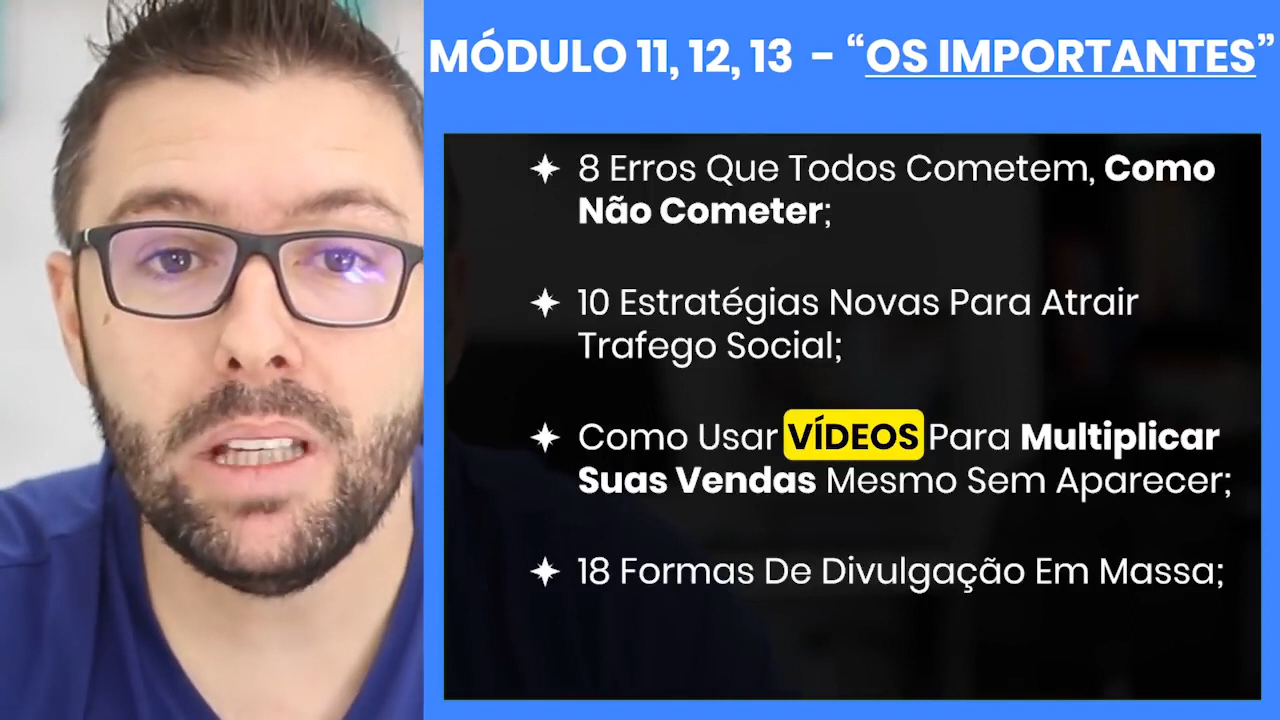 MÓDULO 11, 12, 13 - “OS IMPORTANTES”
8 Erros Que Todos Cometem, Como
Não Cometer;
10 Estratégias Novas Para Atrair
Trafego Social;
Como Usar VÍDEOS Para Multiplicar
Suas Vendas Mesmo Sem Aparecer;
18 Formas De Divulgação Em Massa;